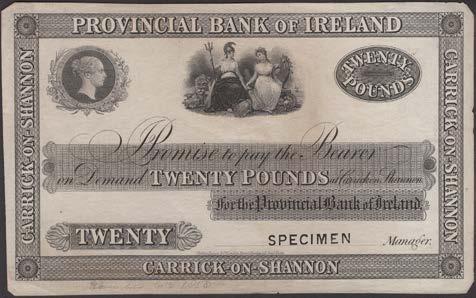 PROVINCIAL BANK OF IRELAND
CARRICK-ON-SHANNON
TWENTY
POUNDS
CARRICK-ON-SHANNON
Promise to pay the Bearer
on Demand TWENTY POUNDS at Carrick on Shannon
For the Provincial Bank of Ireland
TWENTY
SPECIMEN
Manager.
CARRICK-ON-SHANNON